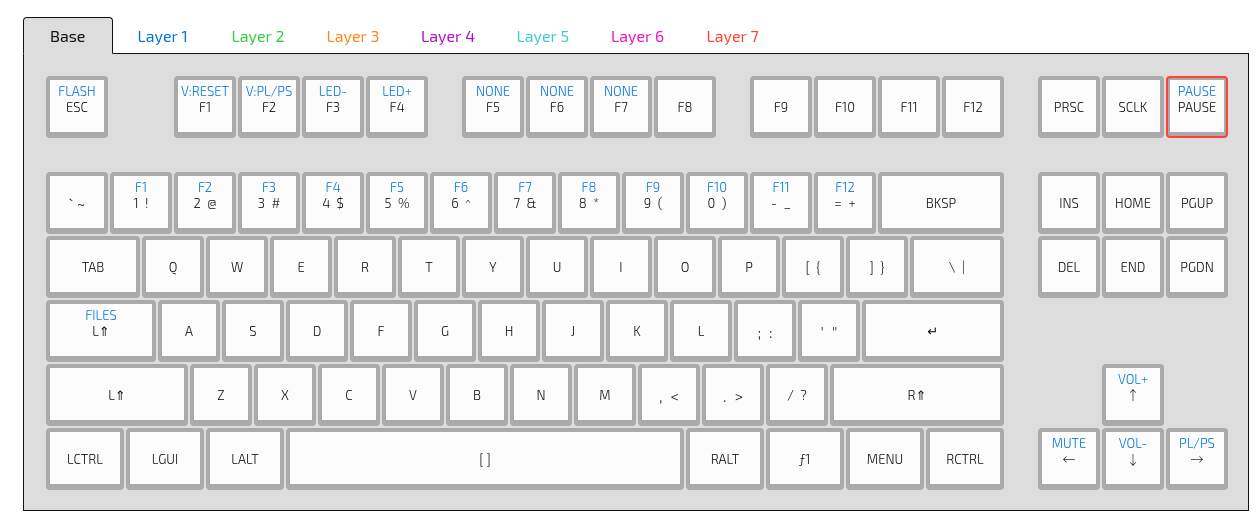 Base Layer 1 Layer 2 Layer 3 Layer 4 Layer 5 Layer 6 Layer 7
FLASH V:RESET V:PL/PS LED- LED+ NONE NONE NONE PAUSE
ESC F1 F2 F3 F4 F5 F6 F7 F8 F9 F10 F11 F12 PRSC SCLK PAUSE
F1 F2 F3 F4 F5 F6 F7 F8 F9 F10 F11 F12
` ~ 1 ! 2 @ 3 # 4 $ 5 % 6 ^ 7 & 8 * 9 ( 0 ) - _ = + BKSP INS HOME PGUP
TAB Q W E R T Y U I O P [ { ] } \ | DEL END PGDN
FILES
L⇑ A S D F G H J K L ; : ' " ↵
VOL+
L⇑ Z X C V B N M , < . > / ? R⇑ ↑
MUTE VOL- PL/PS
LCTRL LGUI LALT [ ] RALT ƒ1 MENU RCTRL ← ↓ →